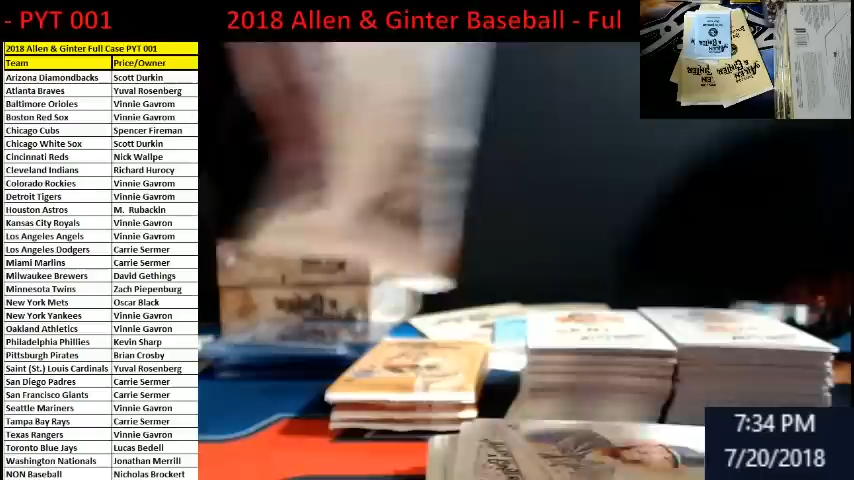 - PYT 001
2018 Allen & Ginter Baseball - Ful
2018 Allen & Ginter Full Case PYT 001
Team Price/Owner
Arizona Diamondbacks Scott Durkin
Atlanta Braves Yuval Rosenberg
Baltimore Orioles Vinnie Gavrom
Boston Red Sox Vinnie Gavrom
Chicago Cubs Spencer Fireman
Chicago White Sox Scott Durkin
Cincinnati Reds Nick Wallpe
Cleveland Indians Richard Hurocy
Colorado Rockies Vinnie Gavrom
Detroit Tigers Vinnie Gavrom
Houston Astros M. Rubackin
Kansas City Royals Vinnie Gavron
Los Angeles Angels Vinnie Gavrom
Los Angeles Dodgers Carrie Sermer
Miami Marlins Carrie Sermer
Milwaukee Brewers David Gethings
Minnesota Twins Zach Piepenburg
New York Mets Oscar Black
New York Yankees Vinnie Gavron
Oakland Athletics Vinnie Gavron
Philadelphia Phillies Kevin Sharp
Pittsburgh Pirates Brian Crosby
Saint (St.) Louis Cardinals Yuval Rosenberg
San Diego Padres Carrie Sermer
San Francisco Giants Carrie Sermer
Seattle Mariners Vinnie Gavron
Tampa Bay Rays Carrie Sermer
Texas Rangers Vinnie Gavron
Toronto Blue Jays Lucas Bedell
Washington Nationals Jonathan Merrill
NON Baseball Nicholas Brockert
Allen
& Ginter
7:34 PM
7/20/2018